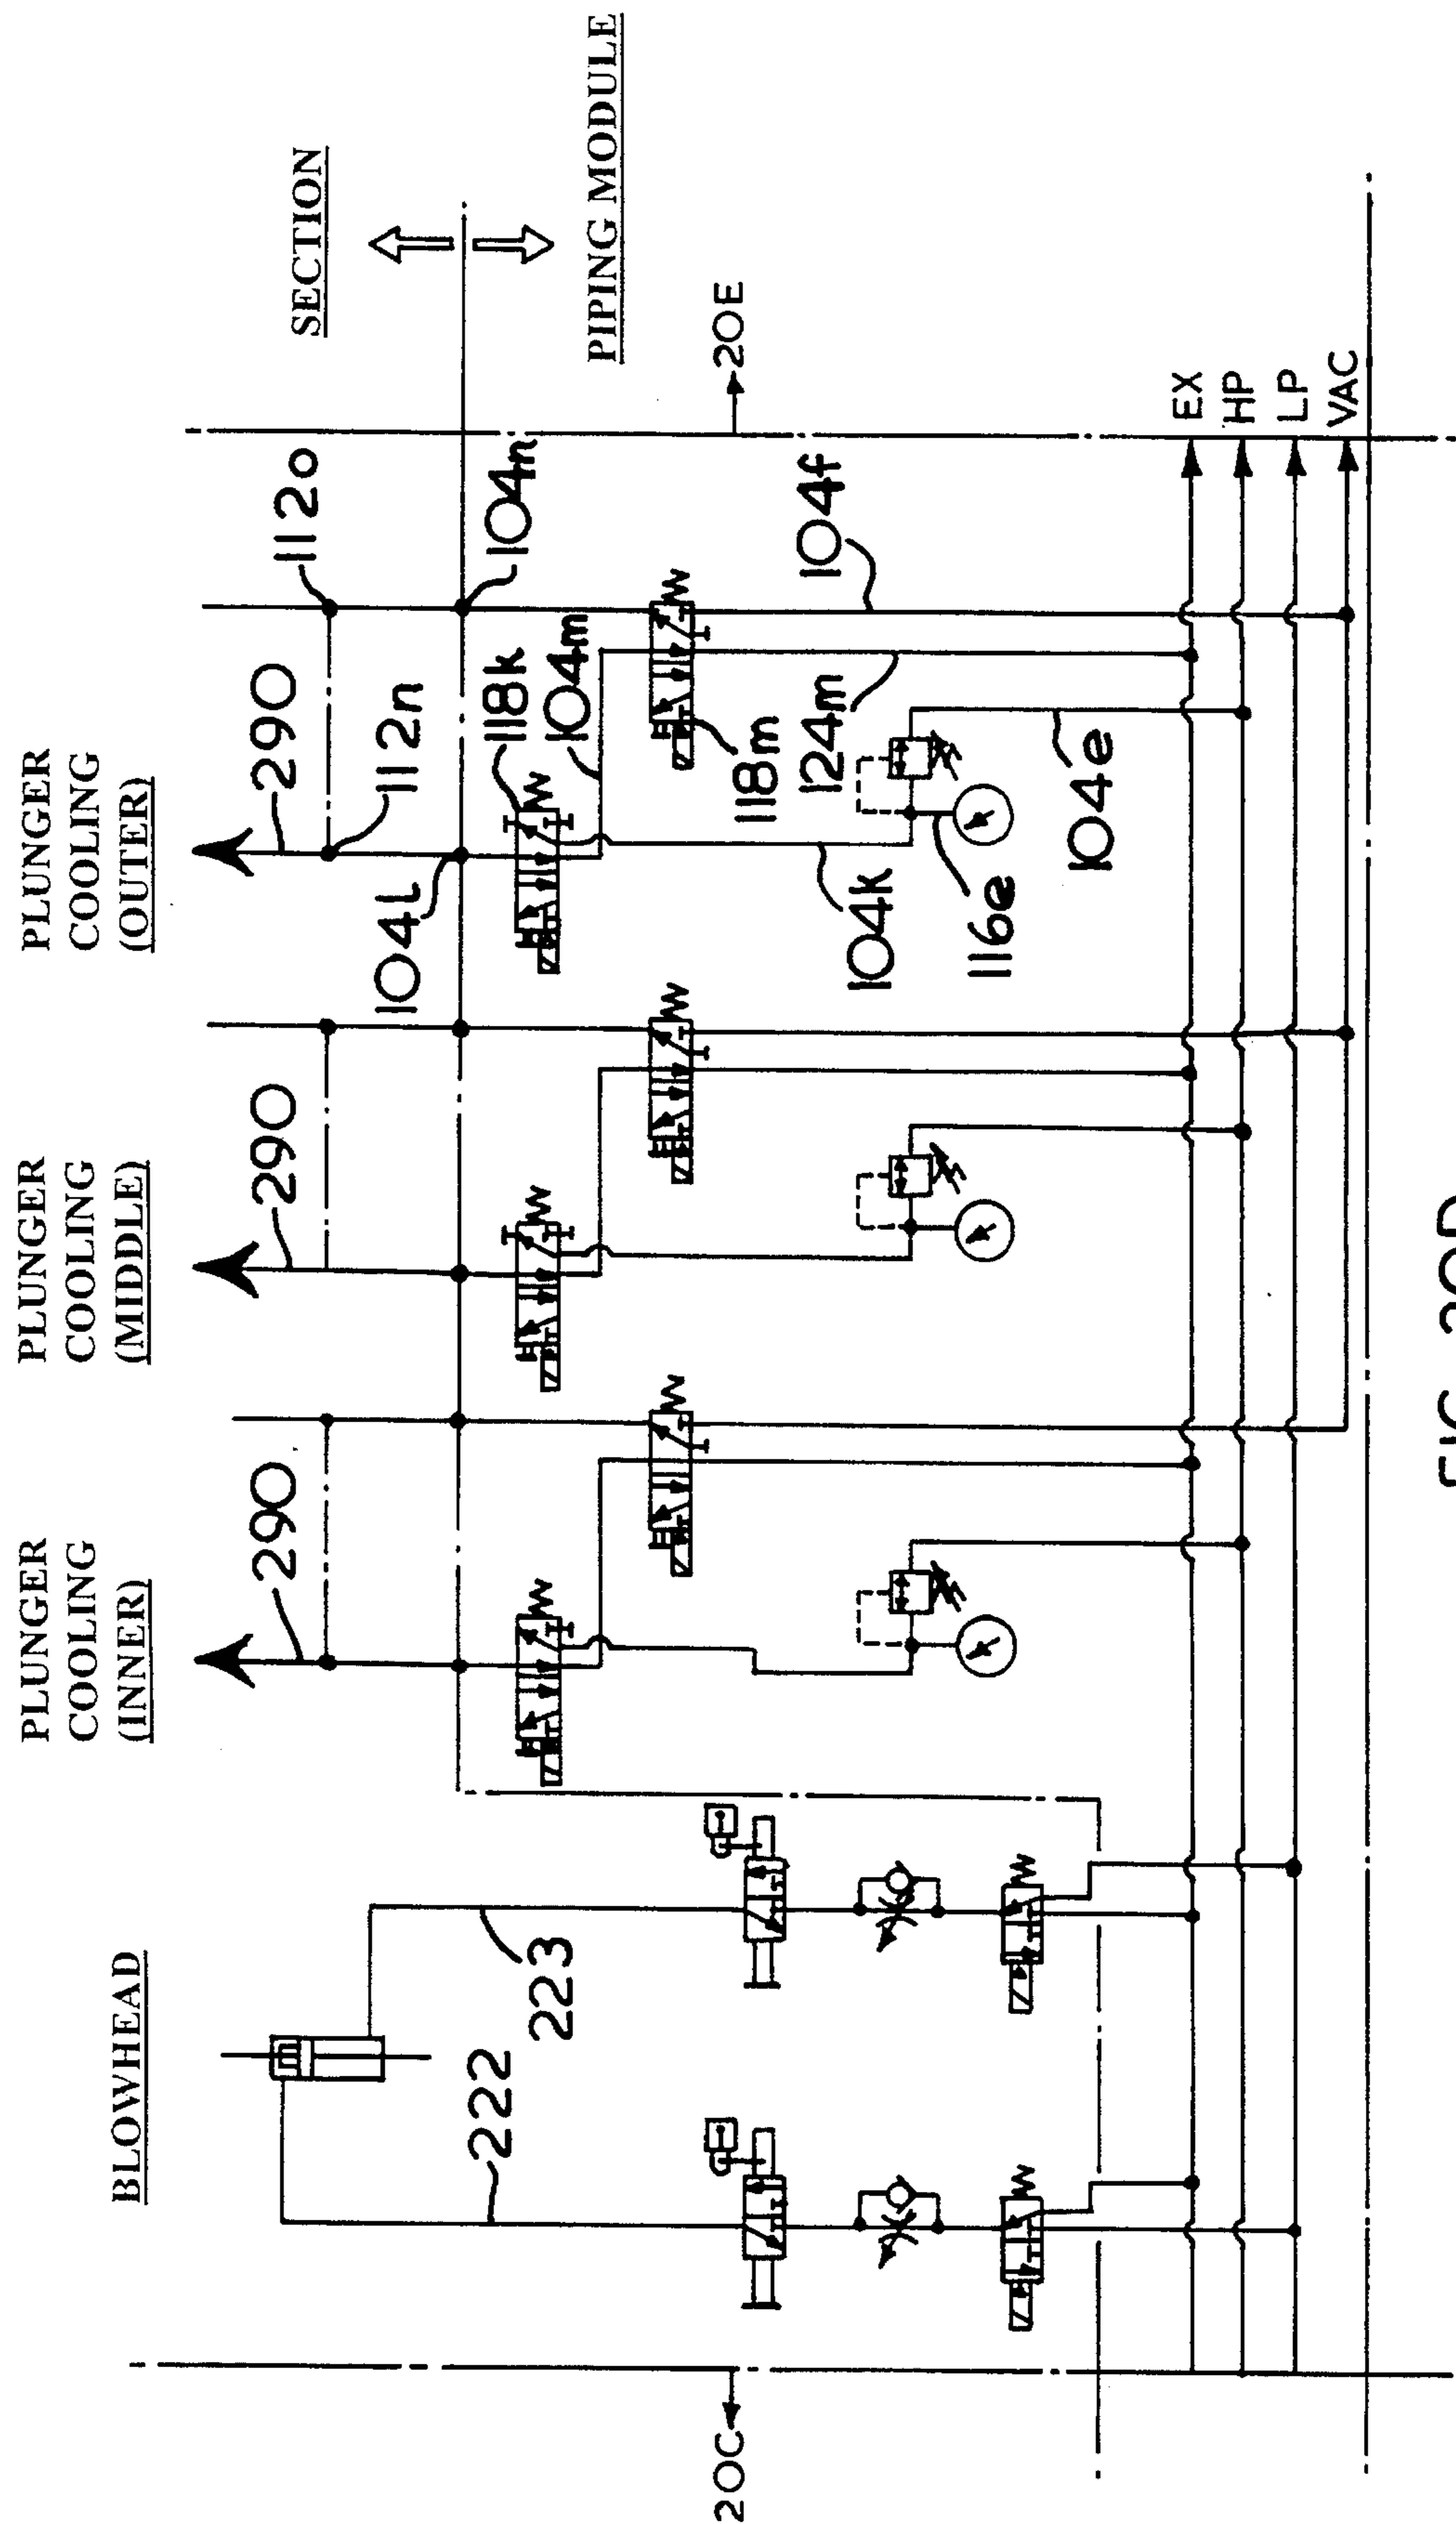 BLOWHEAD
PLUNGER
COOLING
(INNER)
PLUNGER
COOLING
(MIDDLE)
PLUNGER
COOLING
(OUTER)
SECTION
PIPING MODULE
290
290
290
112o
112n
104l
104n
118k
104m
222
223
118m
124m
104f
104k
116e
104e
20C
20E
EX
HP
LP
VAC